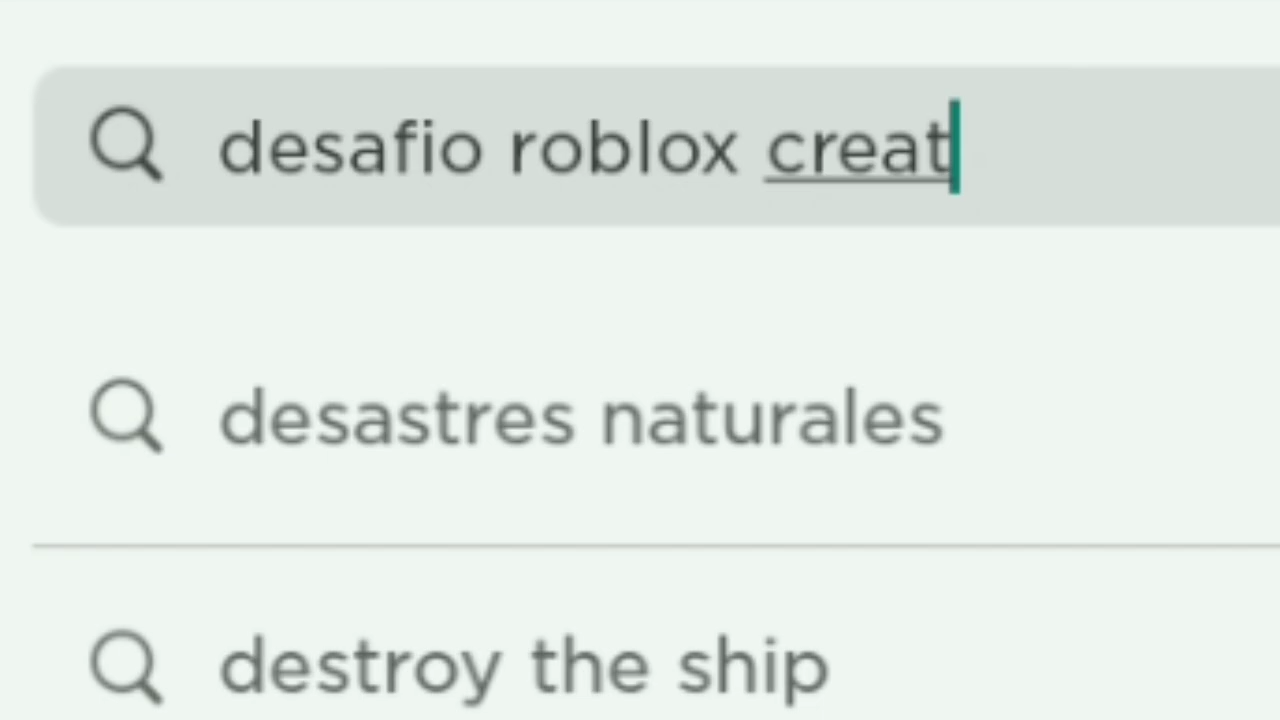 desafio roblox creat
desastres naturales
destroy the ship